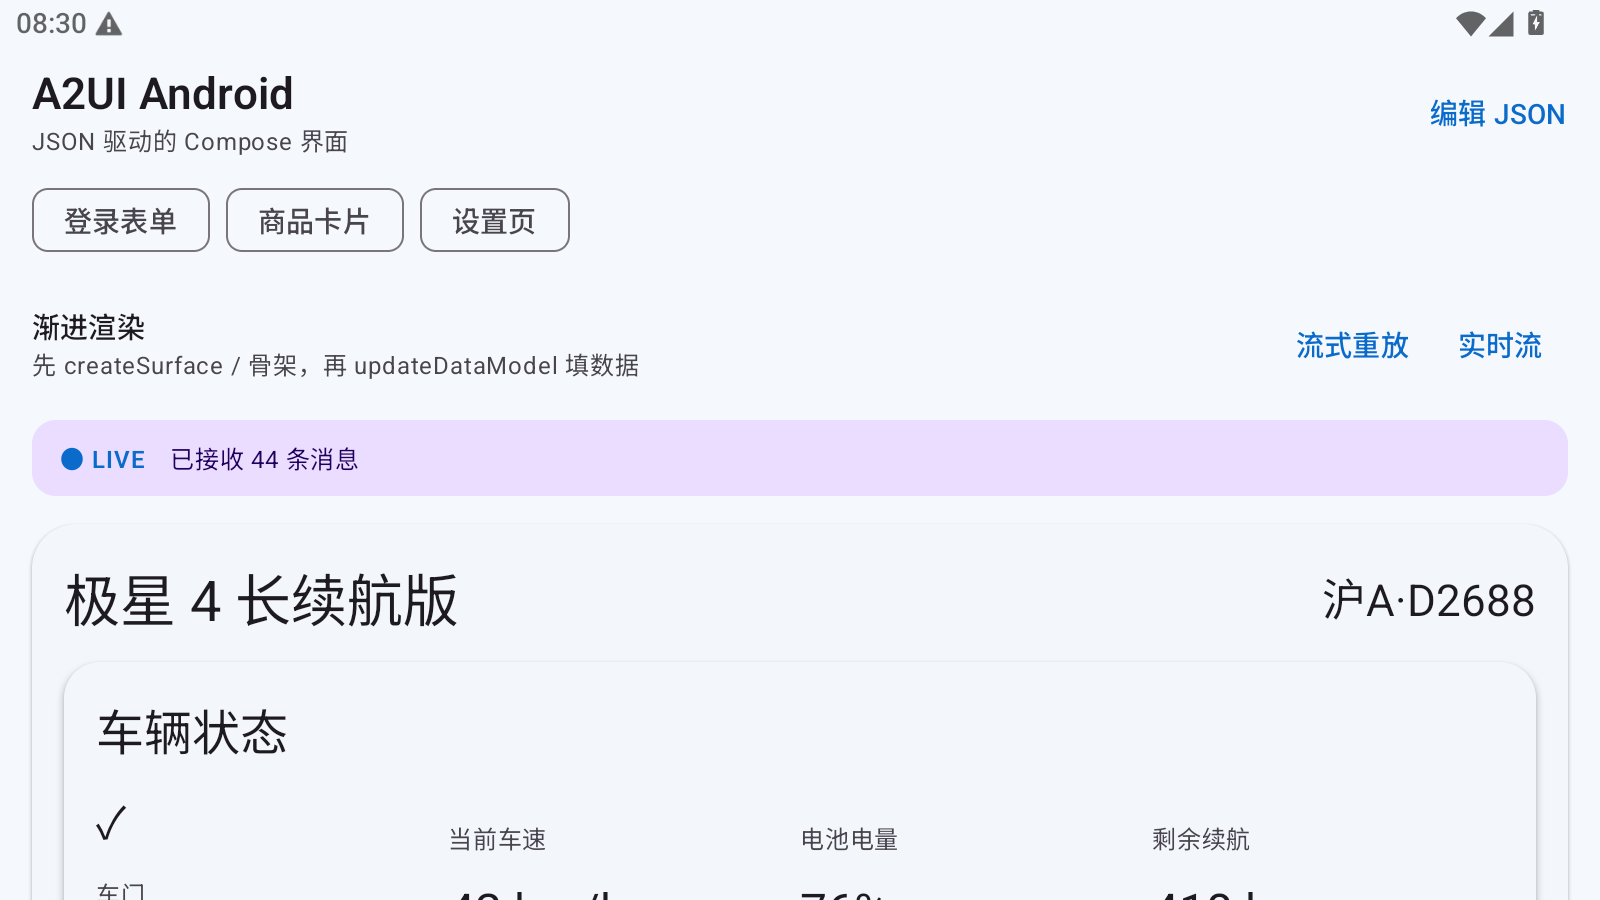 08:30
A2UI Android
JSON 驱动的 Compose 界面
编辑 JSON
登录表单 商品卡片 设置页
渐进渲染
先 createSurface / 骨架，再 updateDataModel 填数据
流式重放 实时流
LIVE 已接收 44 条消息
极星 4 长续航版 沪A·D2688
车辆状态
✓
当前车速 电池电量 剩余续航
车门